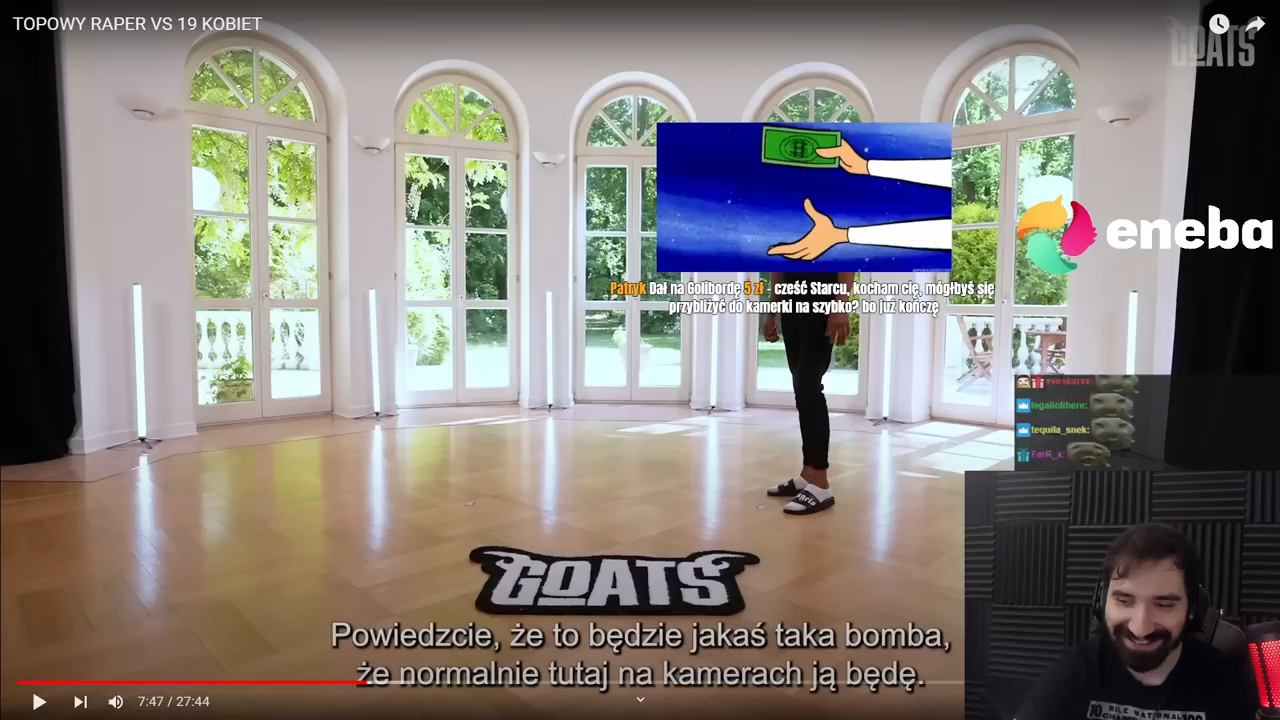 TOPOWY RAPER VS 19 KOBIET
GOATS
eneba
Patryk Dał na Golibordę 5 zł - cześć Starcu, kocham cię, mógłbyś się
przybliżyć do kamerki na szybko? bo już kończę
legallolihere:
tequila_snek:
FarR_x:
GOATS
Powiedzcie, że to będzie jakaś taka bomba,
że normalnie tutaj na kamerach ją będę.
7:47 / 27:44